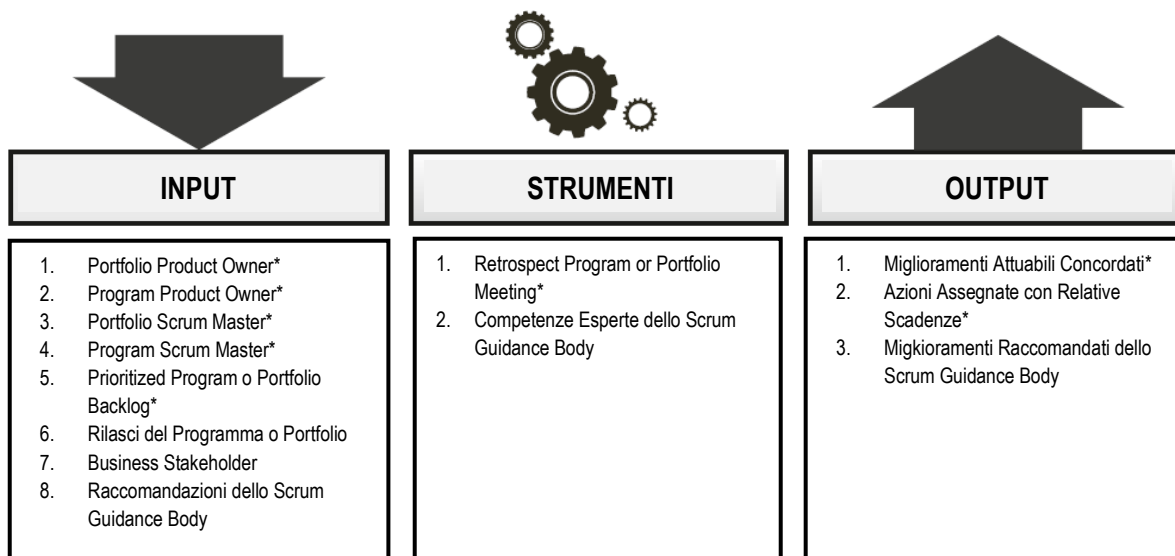 INPUT
STRUMENTI
OUTPUT
1. Portfolio Product Owner*
2. Program Product Owner*
3. Portfolio Scrum Master*
4. Program Scrum Master*
5. Prioritized Program o Portfolio
Backlog*
6. Rilasci del Programma o Portfolio
7. Business Stakeholder
8. Raccomandazioni dello Scrum
Guidance Body
1. Retrospect Program or Portfolio
Meeting*
2. Competenze Esperte dello Scrum
Guidance Body
1. Miglioramenti Attuabili Concordati*
2. Azioni Assegnate con Relative
Scadenze*
3. Migkioramenti Raccomandati dello
Scrum Guidance Body